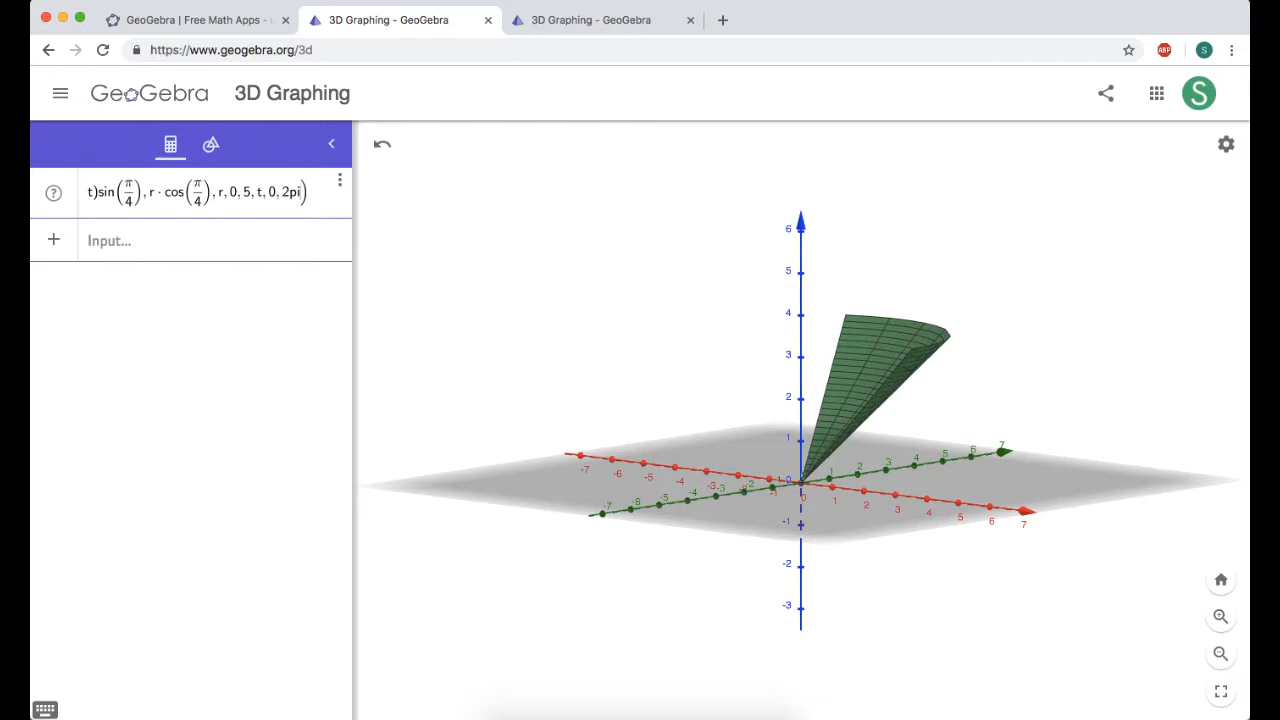 GeoGebra | Free Math Apps - u
3D Graphing - GeoGebra
3D Graphing - GeoGebra
https://www.geogebra.org/3d
ABP
S
GeoGebra
3D Graphing
S
t)sin(π/4), r · cos(π/4), r, 0, 5, t, 0, 2pi)
Input...
6
5
4
3
2
1
0
-1
-2
-3
-7 -6 -5 -4 -3 -2 -1 0 1 2 3 4 5 6 7
-7 -6 -5 -4 -3 -2 -1 1 2 3 4 5 6 7